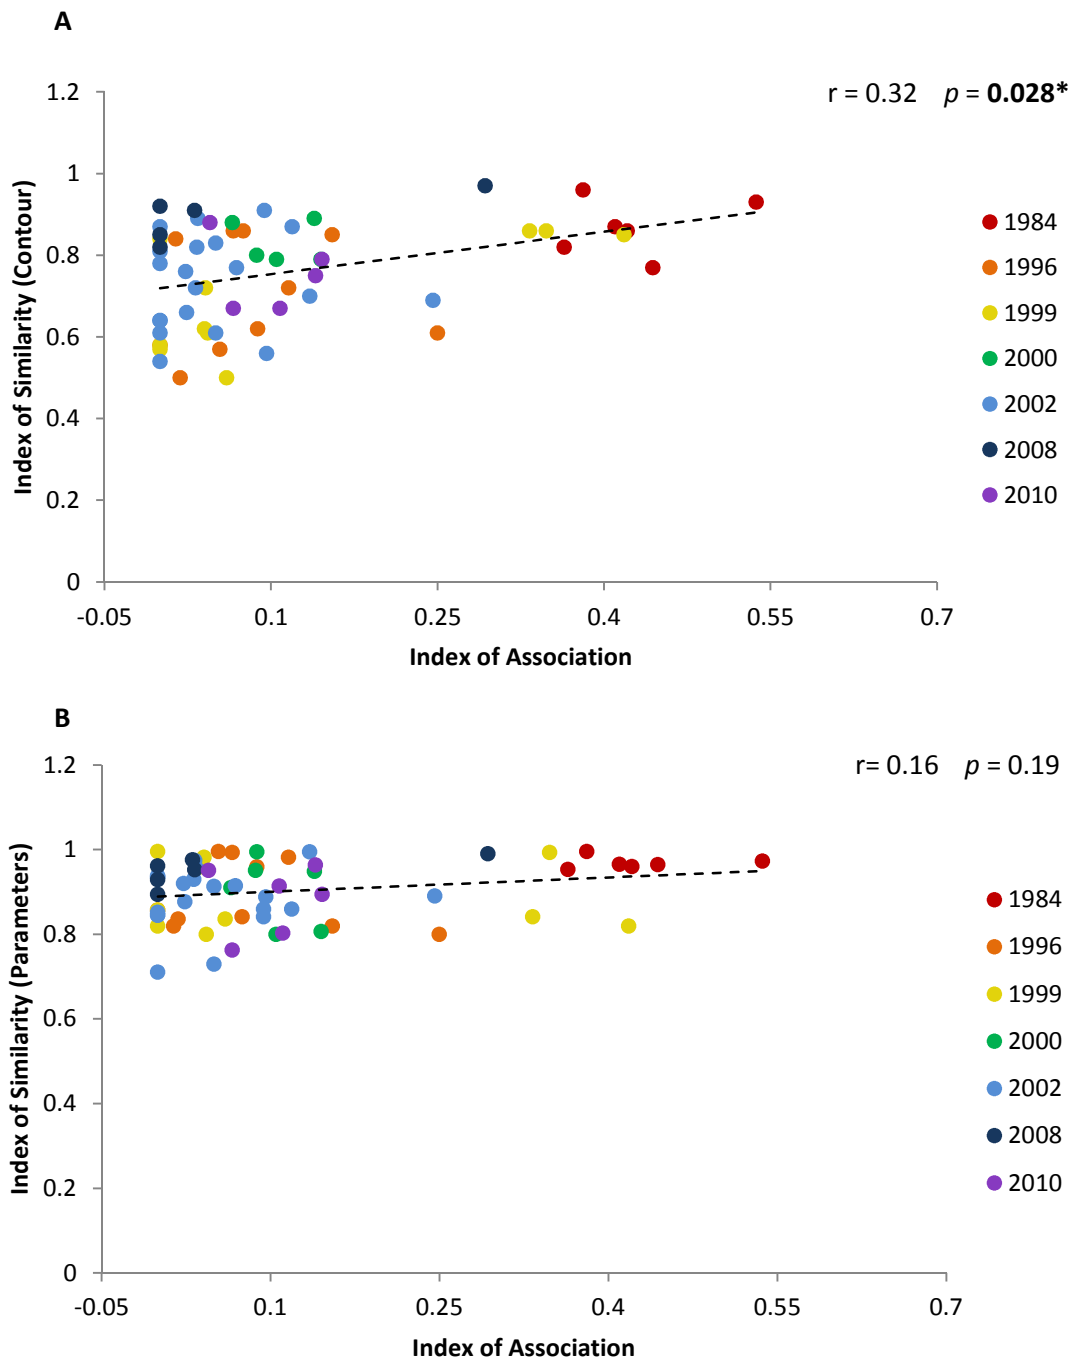 A
r = 0.32 p = 0.028*
1.2
1
0.8
0.6
0.4
0.2
0
Index of Similarity (Contour)
-0.05 0.1 0.25 0.4 0.55 0.7
Index of Association
1984
1996
1999
2000
2002
2008
2010
B
r= 0.16 p = 0.19
1.2
1
0.8
0.6
0.4
0.2
0
Index of Similarity (Parameters)
-0.05 0.1 0.25 0.4 0.55 0.7
Index of Association
1984
1996
1999
2000
2002
2008
2010